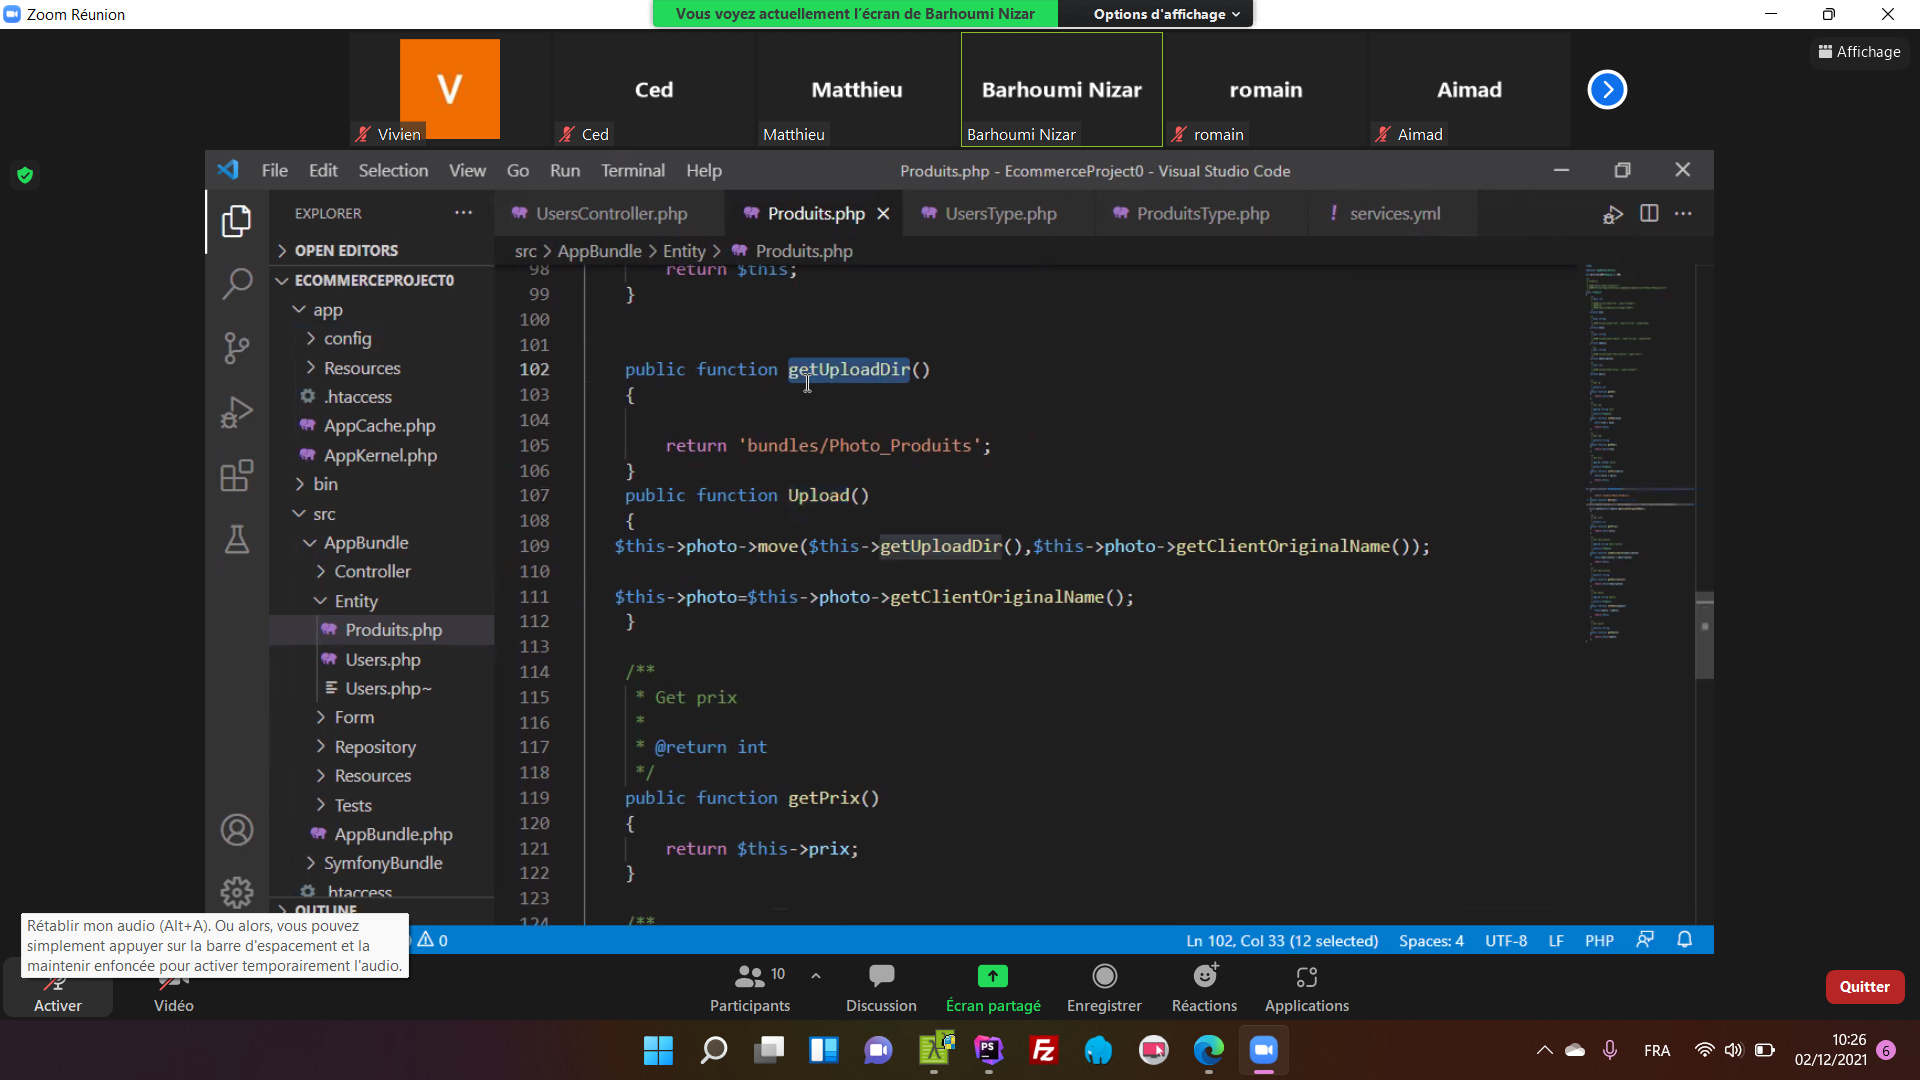 Zoom Réunion
Vous voyez actuellement l'écran de Barhoumi Nizar
Options d'affichage
Affichage
V
Ced
Matthieu
Barhoumi Nizar
romain
Aimad
Vivien
Ced
Matthieu
Barhoumi Nizar
romain
Aimad
File Edit Selection View Go Run Terminal Help
Produits.php - EcommerceProject0 - Visual Studio Code
EXPLORER
UsersController.php
Produits.php
UsersType.php
ProduitsType.php
! services.yml
OPEN EDITORS
src > AppBundle > Entity > Produits.php
ECOMMERCEPROJECT0
app
config
Resources
.htaccess
AppCache.php
AppKernel.php
bin
src
AppBundle
Controller
Entity
Produits.php
Users.php
Users.php~
Form
Repository
Resources
Tests
AppBundle.php
SymfonyBundle
.htaccess
OUTLINE
98 return $this;
99 }
100
101
102 public function getUploadDir()
103 {
104
105 return 'bundles/Photo_Produits';
106 }
107 public function Upload()
108 {
109 $this->photo->move($this->getUploadDir(),$this->photo->getClientOriginalName());
110
111 $this->photo=$this->photo->getClientOriginalName();
112 }
113
114 /**
115 * Get prix
116 *
117 * @return int
118 */
119 public function getPrix()
120 {
121 return $this->prix;
122 }
123
124 /**
Rétablir mon audio (Alt+A). Ou alors, vous pouvez
simplement appuyer sur la barre d'espacement et la
maintenir enfoncée pour activer temporairement l'audio.
0
Ln 102, Col 33 (12 selected)
Spaces: 4
UTF-8
LF
PHP
Activer
Vidéo
10
Participants
Discussion
Écran partagé
Enregistrer
Réactions
Applications
Quitter
PS
Fz
FRA
10:26
02/12/2021
6